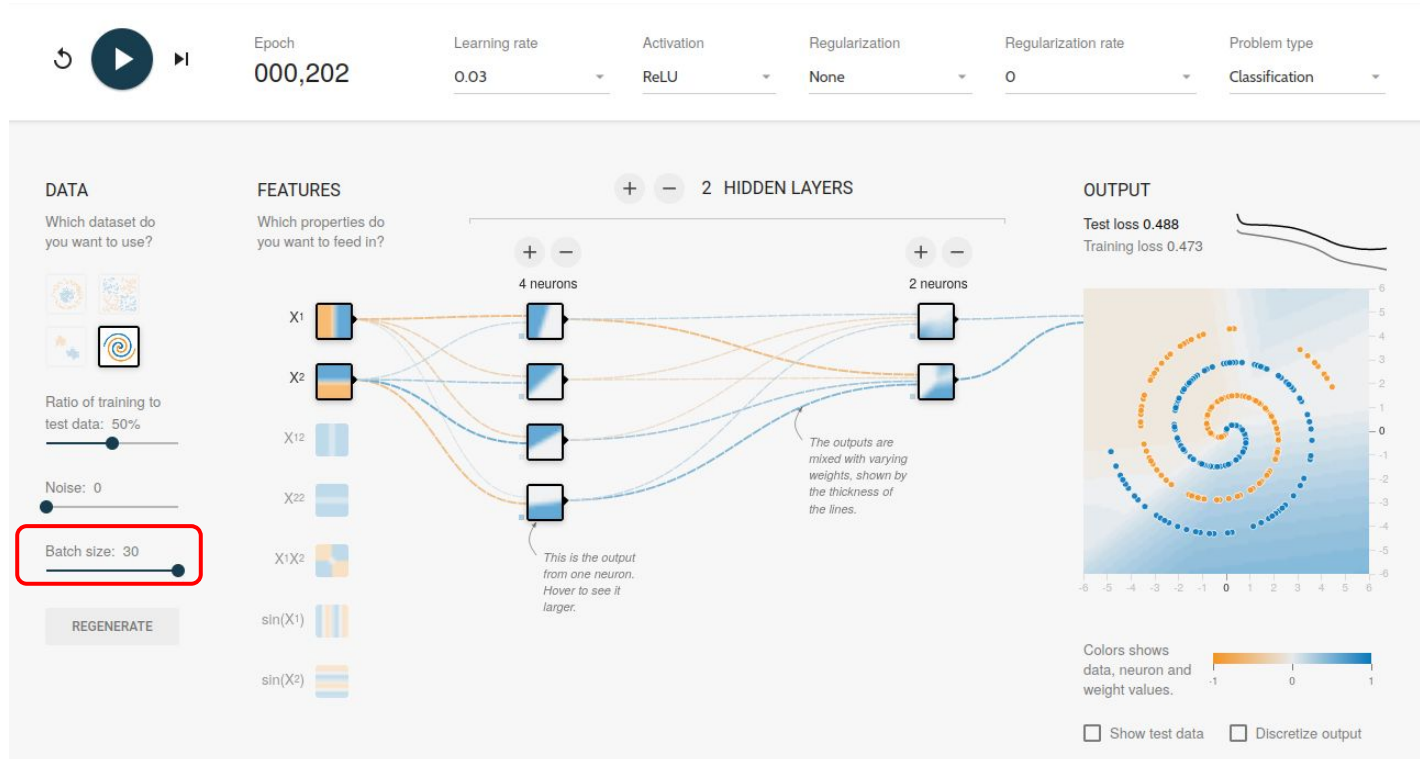 Epoch
000,202
Learning rate
0.03
Activation
ReLU
Regularization
None
Regularization rate
0
Problem type
Classification
DATA
Which dataset do
you want to use?
Ratio of training to
test data: 50%
Noise: 0
Batch size: 30
REGENERATE
FEATURES
Which properties do
you want to feed in?
X1
X2
X12
X22
X1X2
sin(X1)
sin(X2)
+ − 2 HIDDEN LAYERS
+ −
4 neurons
+ −
2 neurons
This is the output
from one neuron.
Hover to see it
larger.
The outputs are
mixed with varying
weights, shown by
the thickness of
the lines.
OUTPUT
Test loss 0.488
Training loss 0.473
6
5
4
3
2
1
0
-1
-2
-3
-4
-5
-6
-6 -5 -4 -3 -2 -1 0 1 2 3 4 5 6
Colors shows
data, neuron and
weight values.
-1 0 1
Show test data
Discretize output